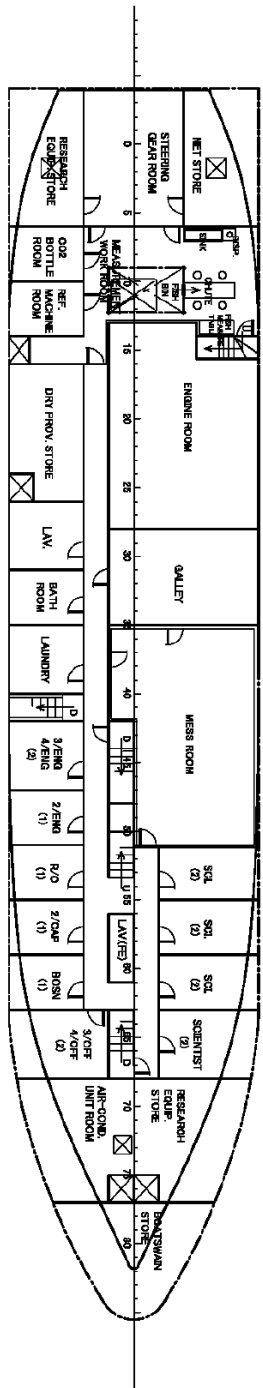 NET STORE
STEERING
GEAR ROOM
RESEARCH
EQUIP. STORE
SINK
CHUTE
FISH
BIN
MEASUREMENT
WORK ROOM
CO2
BOTTLE
ROOM
REF.
MACHINE
ROOM
ENGINE ROOM
DRY PROV. STORE
GALLEY
LAV.
BATH
ROOM
MESS ROOM
LAUNDRY
D
D
3/ENG
4/ENG
(2)
2/ENG
(1)
SCI.
(2)
U
R/O
(1)
SCI.
(2)
LAV.(FE)
2/CAP
(1)
SCI.
(2)
BOSN
(1)
SCIENTIST
(2)
D
3/OFF
4/OFF
(2)
RESEARCH
EQUIP.
STORE
AIR-COND.
UNIT ROOM
BOATSWAIN
STORE
0
5
10
15
20
25
30
35
40
45
50
55
60
65
70
75
80